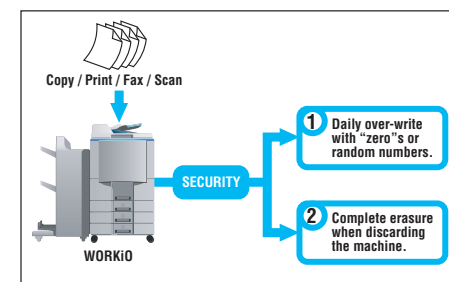 Copy / Print / Fax / Scan
WORKiO
SECURITY
1
Daily over-write
with “zero”s or
random numbers.
2
Complete erasure
when discarding
the machine.